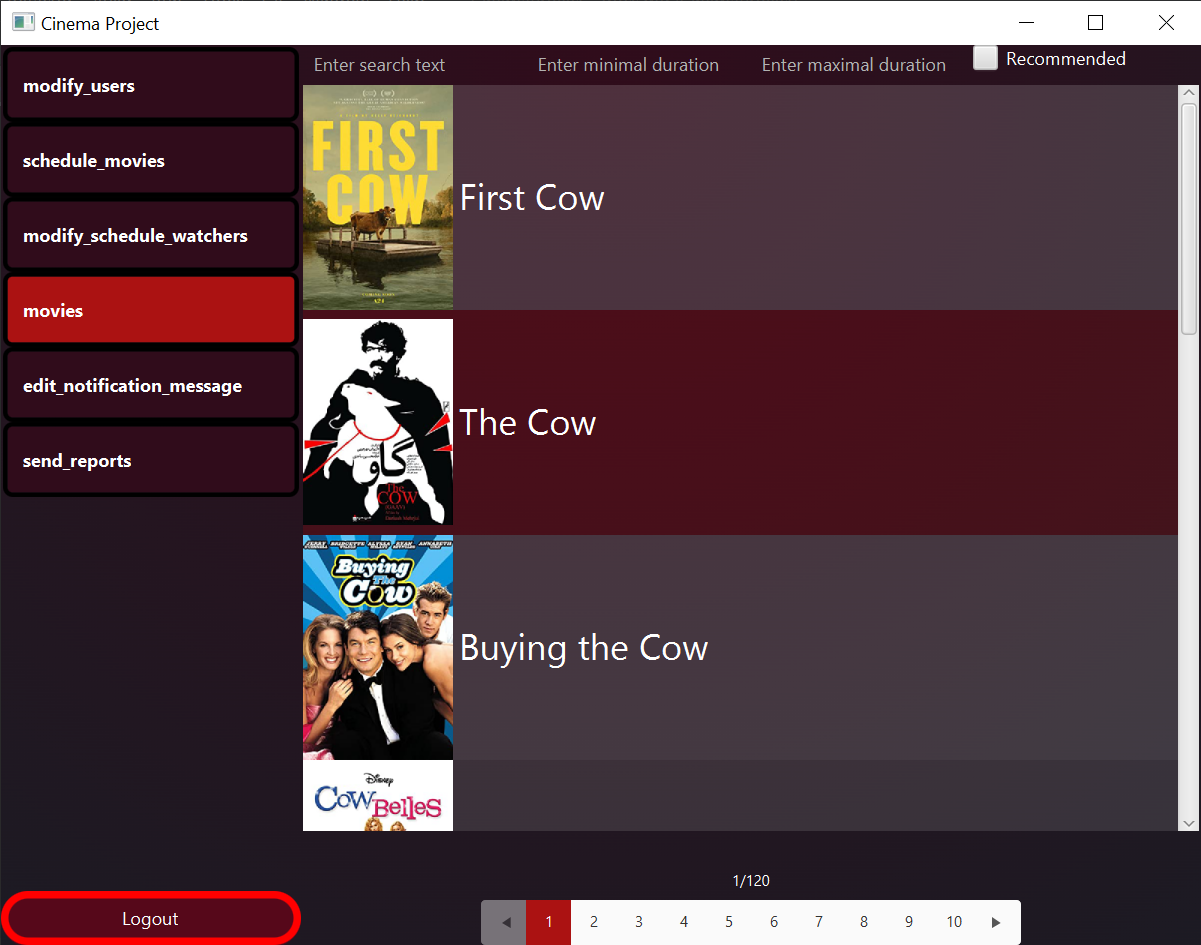 Cinema Project
modify_users
schedule_movies
modify_schedule_watchers
movies
edit_notification_message
send_reports
Logout
Enter search text
Enter minimal duration
Enter maximal duration
Recommended
FIRST
COW
First Cow
گاو
The
COW
The Cow
Buying
The
Cow
Buying the Cow
Disney
COW BELLES
1/120
1 2 3 4 5 6 7 8 9 10